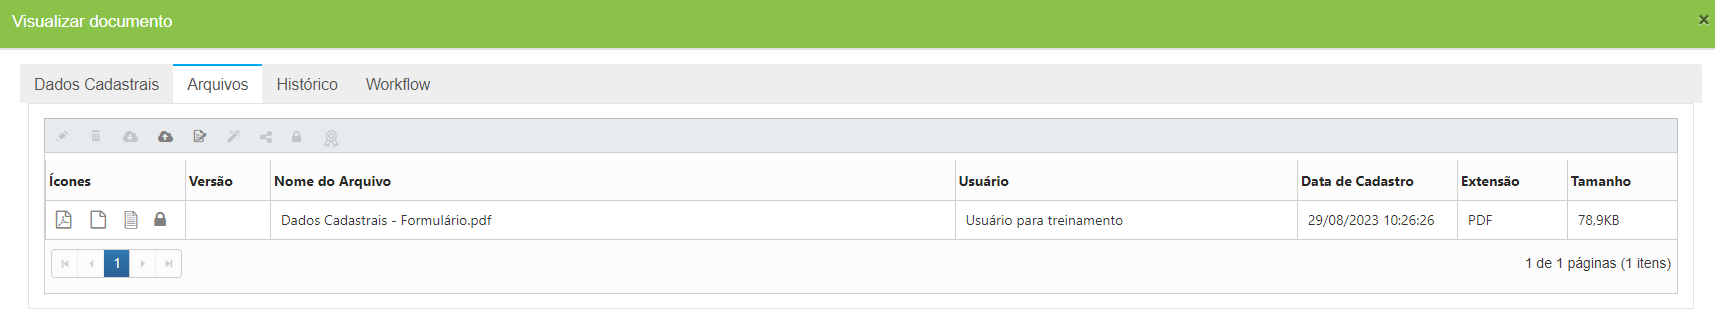 Visualizar documento
Dados Cadastrais Arquivos Histórico Workflow
Ícones Versão Nome do Arquivo Usuário Data de Cadastro Extensão Tamanho
Dados Cadastrais - Formulário.pdf Usuário para treinamento 29/08/2023 10:26:26 PDF 78,9KB
1 1 de 1 páginas (1 itens)